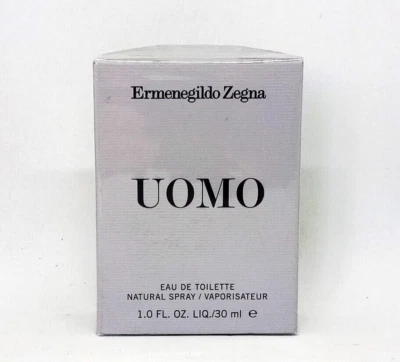 Ermenegildo Zegna
UOMO
EAU DE TOILETTE
NATURAL SPRAY / VAPORISATEUR
1.0 FL. OZ. LIQ./30 ml ℮